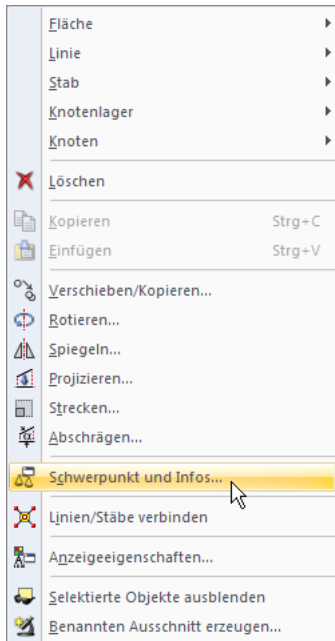 Fläche
Linie
Stab
Knotenlager
Knoten
Löschen
Kopieren Strg+C
Einfügen Strg+V
Verschieben/Kopieren...
Rotieren...
Spiegeln...
Projizieren...
Strecken...
Abschrägen...
Schwerpunkt und Infos...
Linien/Stäbe verbinden
Anzeigeeigenschaften...
Selektierte Objekte ausblenden
Benannten Ausschnitt erzeugen...